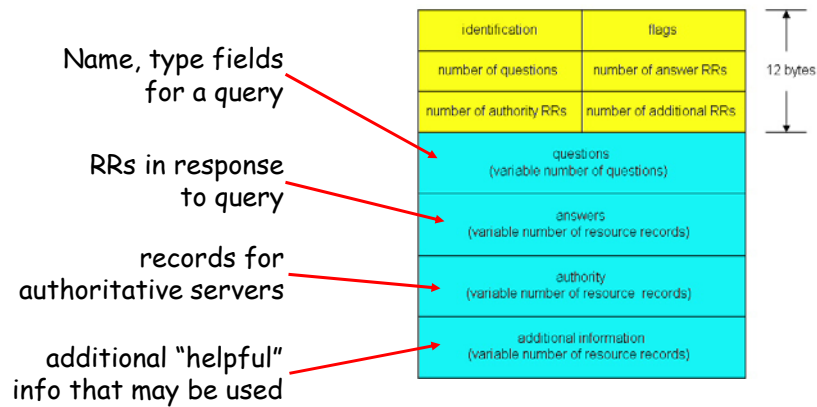 identification
flags
number of questions
number of answer RRs
number of authority RRs
number of additional RRs
12 bytes
Name, type fields
for a query
questions
(variable number of questions)
RRs in response
to query
answers
(variable number of resource records)
records for
authoritative servers
authority
(variable number of resource records)
additional "helpful"
info that may be used
additional information
(variable number of resource records)